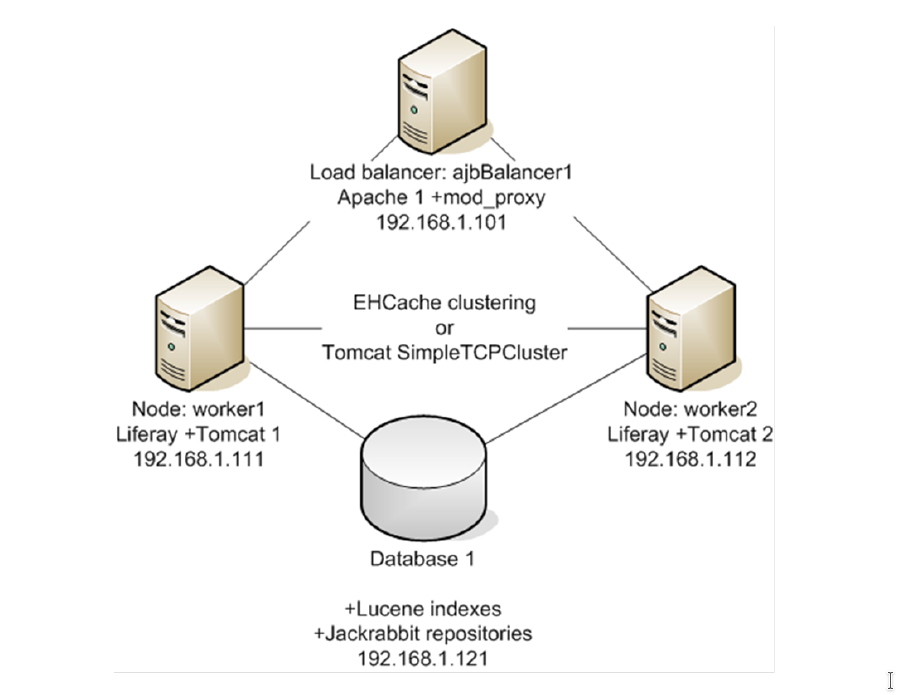 Load balancer: ajbBalancer1
Apache 1 +mod_proxy
192.168.1.101
EHCache clustering
or
Tomcat SimpleTCPCluster
Node: worker1
Liferay +Tomcat 1
192.168.1.111
Node: worker2
Liferay +Tomcat 2
192.168.1.112
Database 1
+Lucene indexes
+Jackrabbit repositories
192.168.1.121